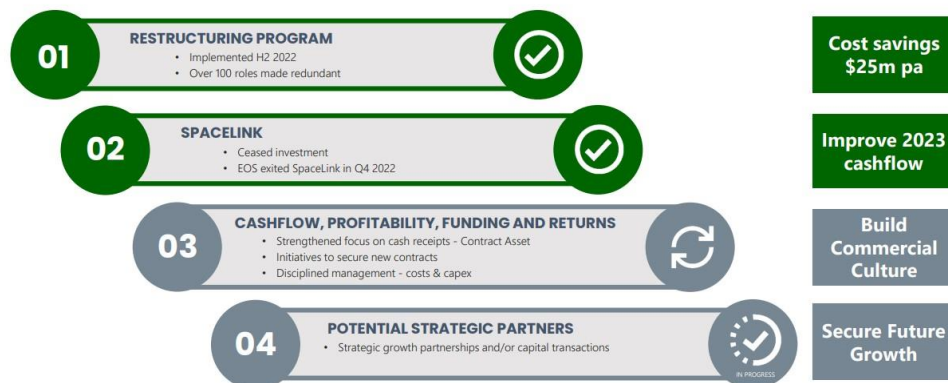 01
RESTRUCTURING PROGRAM
• Implemented H2 2022
• Over 100 roles made redundant
Cost savings
$25m pa
02
SPACELINK
• Ceased investment
• EOS exited SpaceLink in Q4 2022
Improve 2023
cashflow
03
CASHFLOW, PROFITABILITY, FUNDING AND RETURNS
• Strengthened focus on cash receipts - Contract Asset
• Initiatives to secure new contracts
• Disciplined management - costs & capex
Build
Commercial
Culture
04
POTENTIAL STRATEGIC PARTNERS
• Strategic growth partnerships and/or capital transactions
IN PROGRESS
Secure Future
Growth